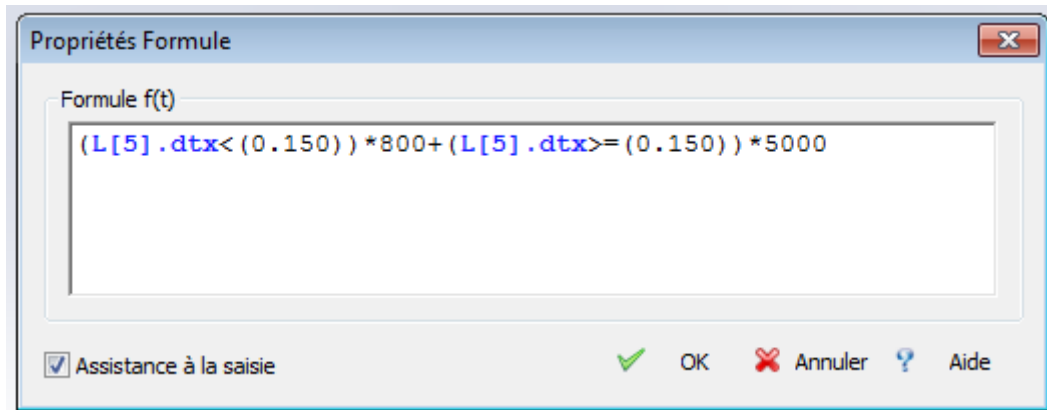 Propriétés Formule
Formule f(t)
(L[5].dtx<(0.150))*800+(L[5].dtx>=(0.150))*5000
Assistance à la saisie OK Annuler ? Aide